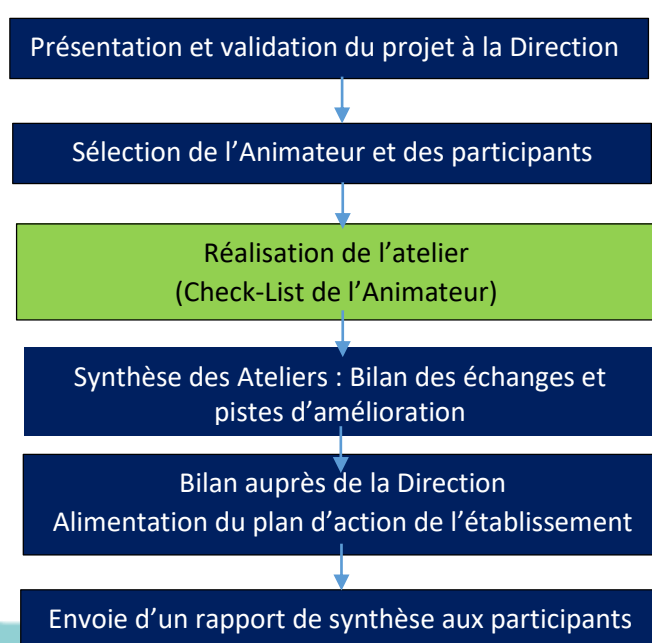 Présentation et validation du projet à la Direction
Sélection de l’Animateur et des participants
Réalisation de l’atelier
(Check-List de l’Animateur)
Synthèse des Ateliers : Bilan des échanges et
pistes d’amélioration
Bilan auprès de la Direction
Alimentation du plan d’action de l’établissement
Envoie d’un rapport de synthèse aux participants